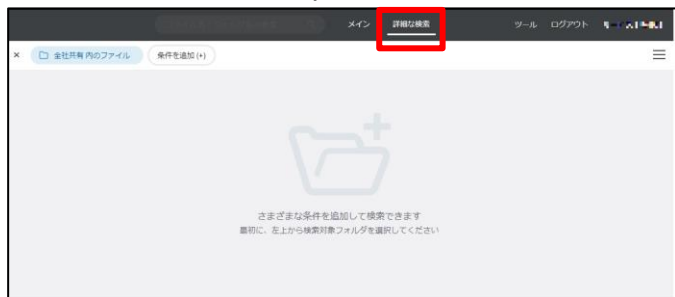 メイン 詳細な検索 ツール ログアウト
× 全社共有 内のファイル 条件を追加 (+)
さまざまな条件を追加して検索できます
最初に、左上から検索対象フォルダを選択してください